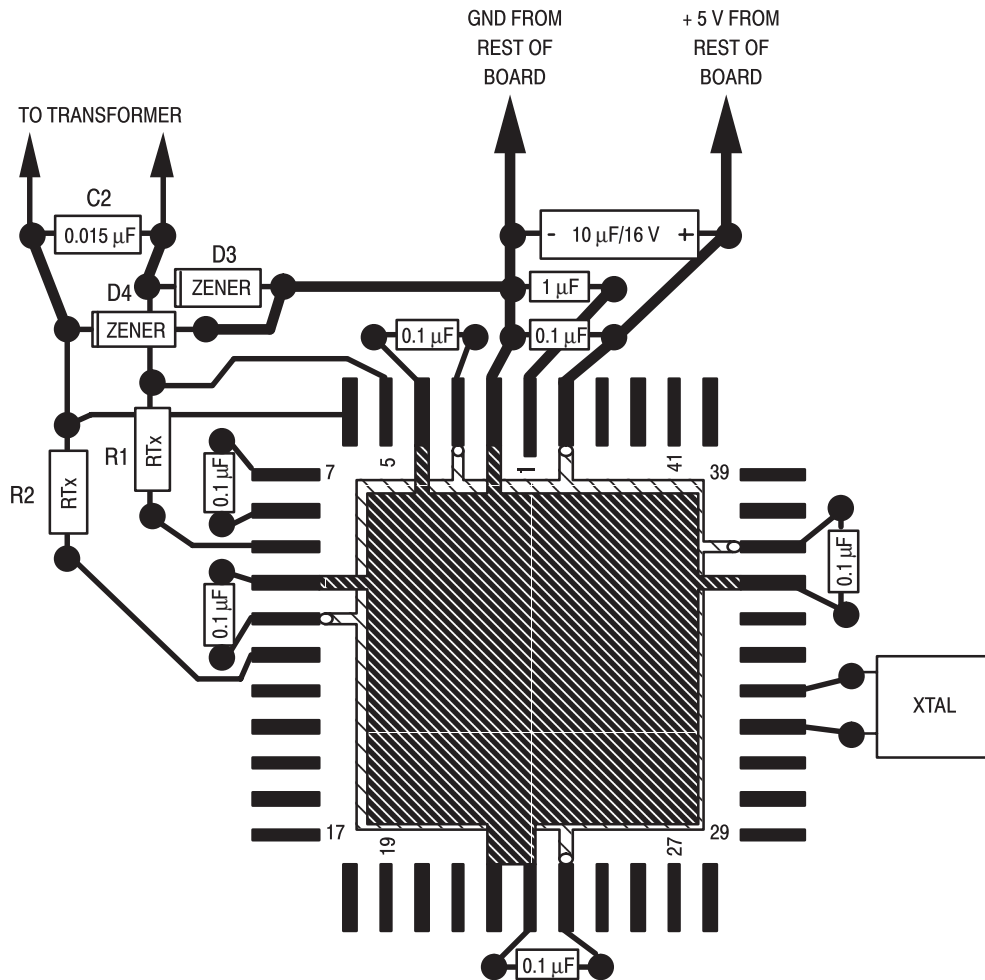 GND FROM
REST OF
BOARD
+ 5 V FROM
REST OF
BOARD
TO TRANSFORMER
C2
0.015 µF
- 10 µF/16 V +
D3
ZENER
1 µF
D4
ZENER
0.1 µF
0.1 µF
R1
RTx
R2
RTx
0.1 µF
7
5
1
41
39
0.1 µF
0.1 µF
XTAL
17
19
27
29
0.1 µF